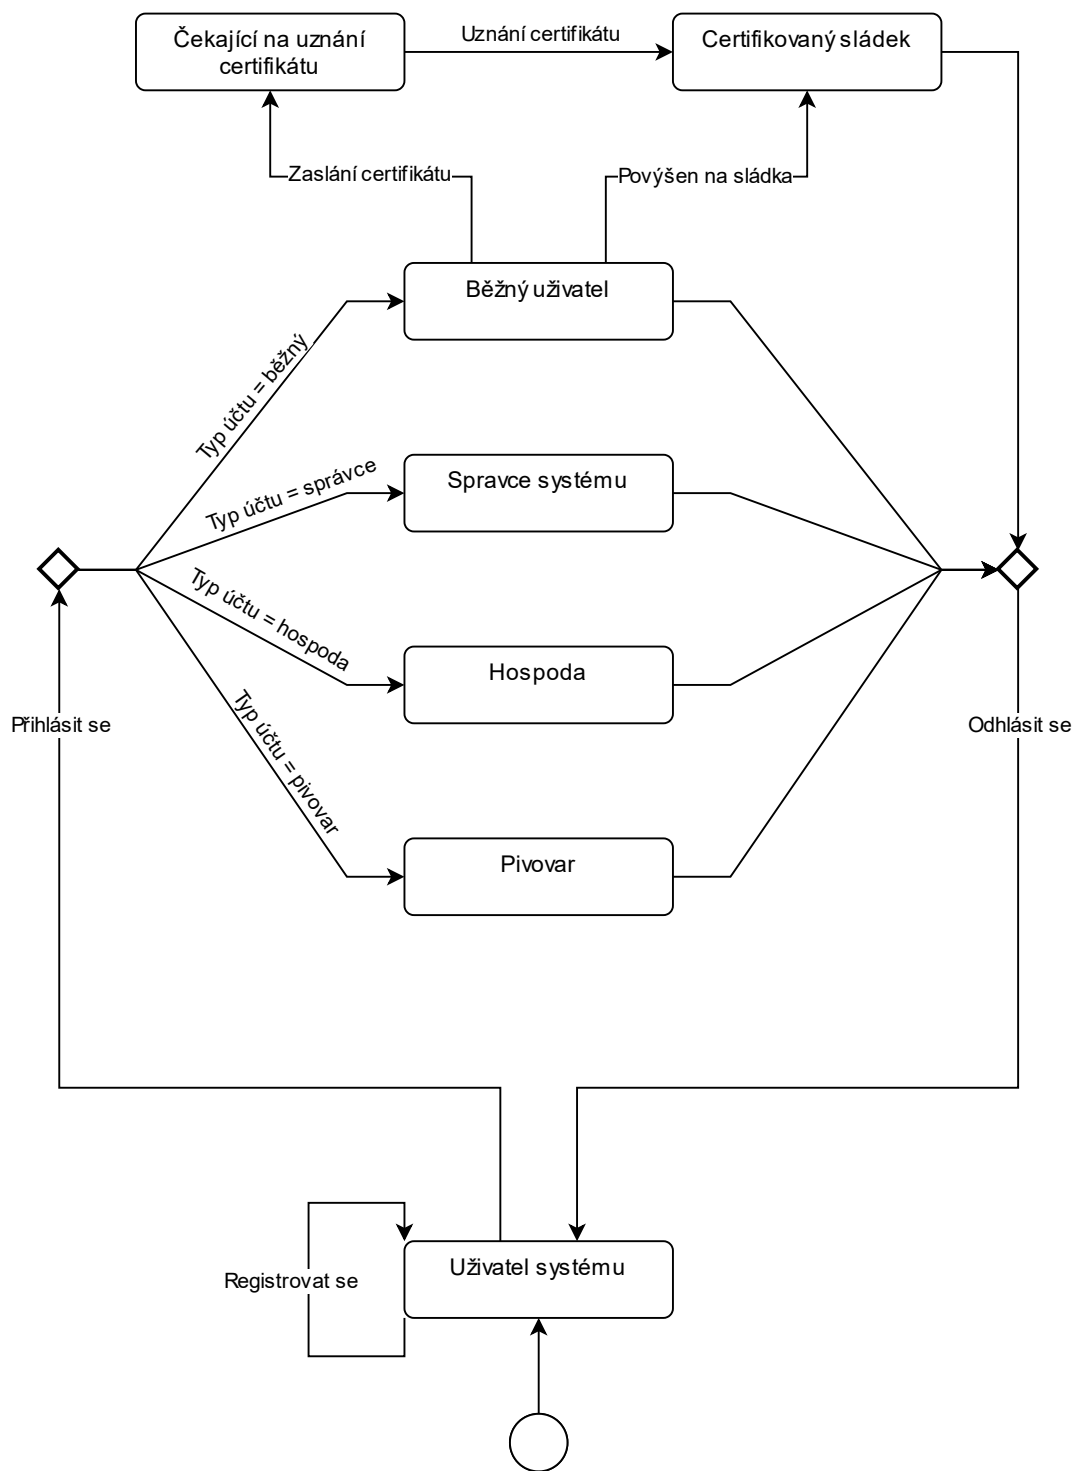 Čekající na uznání
certifikátu
Uznání certifikátu
Certifikovaný sládek
Zaslání certifikátu
Povýšen na sládka
Běžný uživatel
Typ účtu = běžný
Spravce systému
Typ účtu = správce
Typ účtu = hospoda
Hospoda
Typ účtu = pivovar
Přihlásit se
Odhlásit se
Pivovar
Uživatel systému
Registrovat se